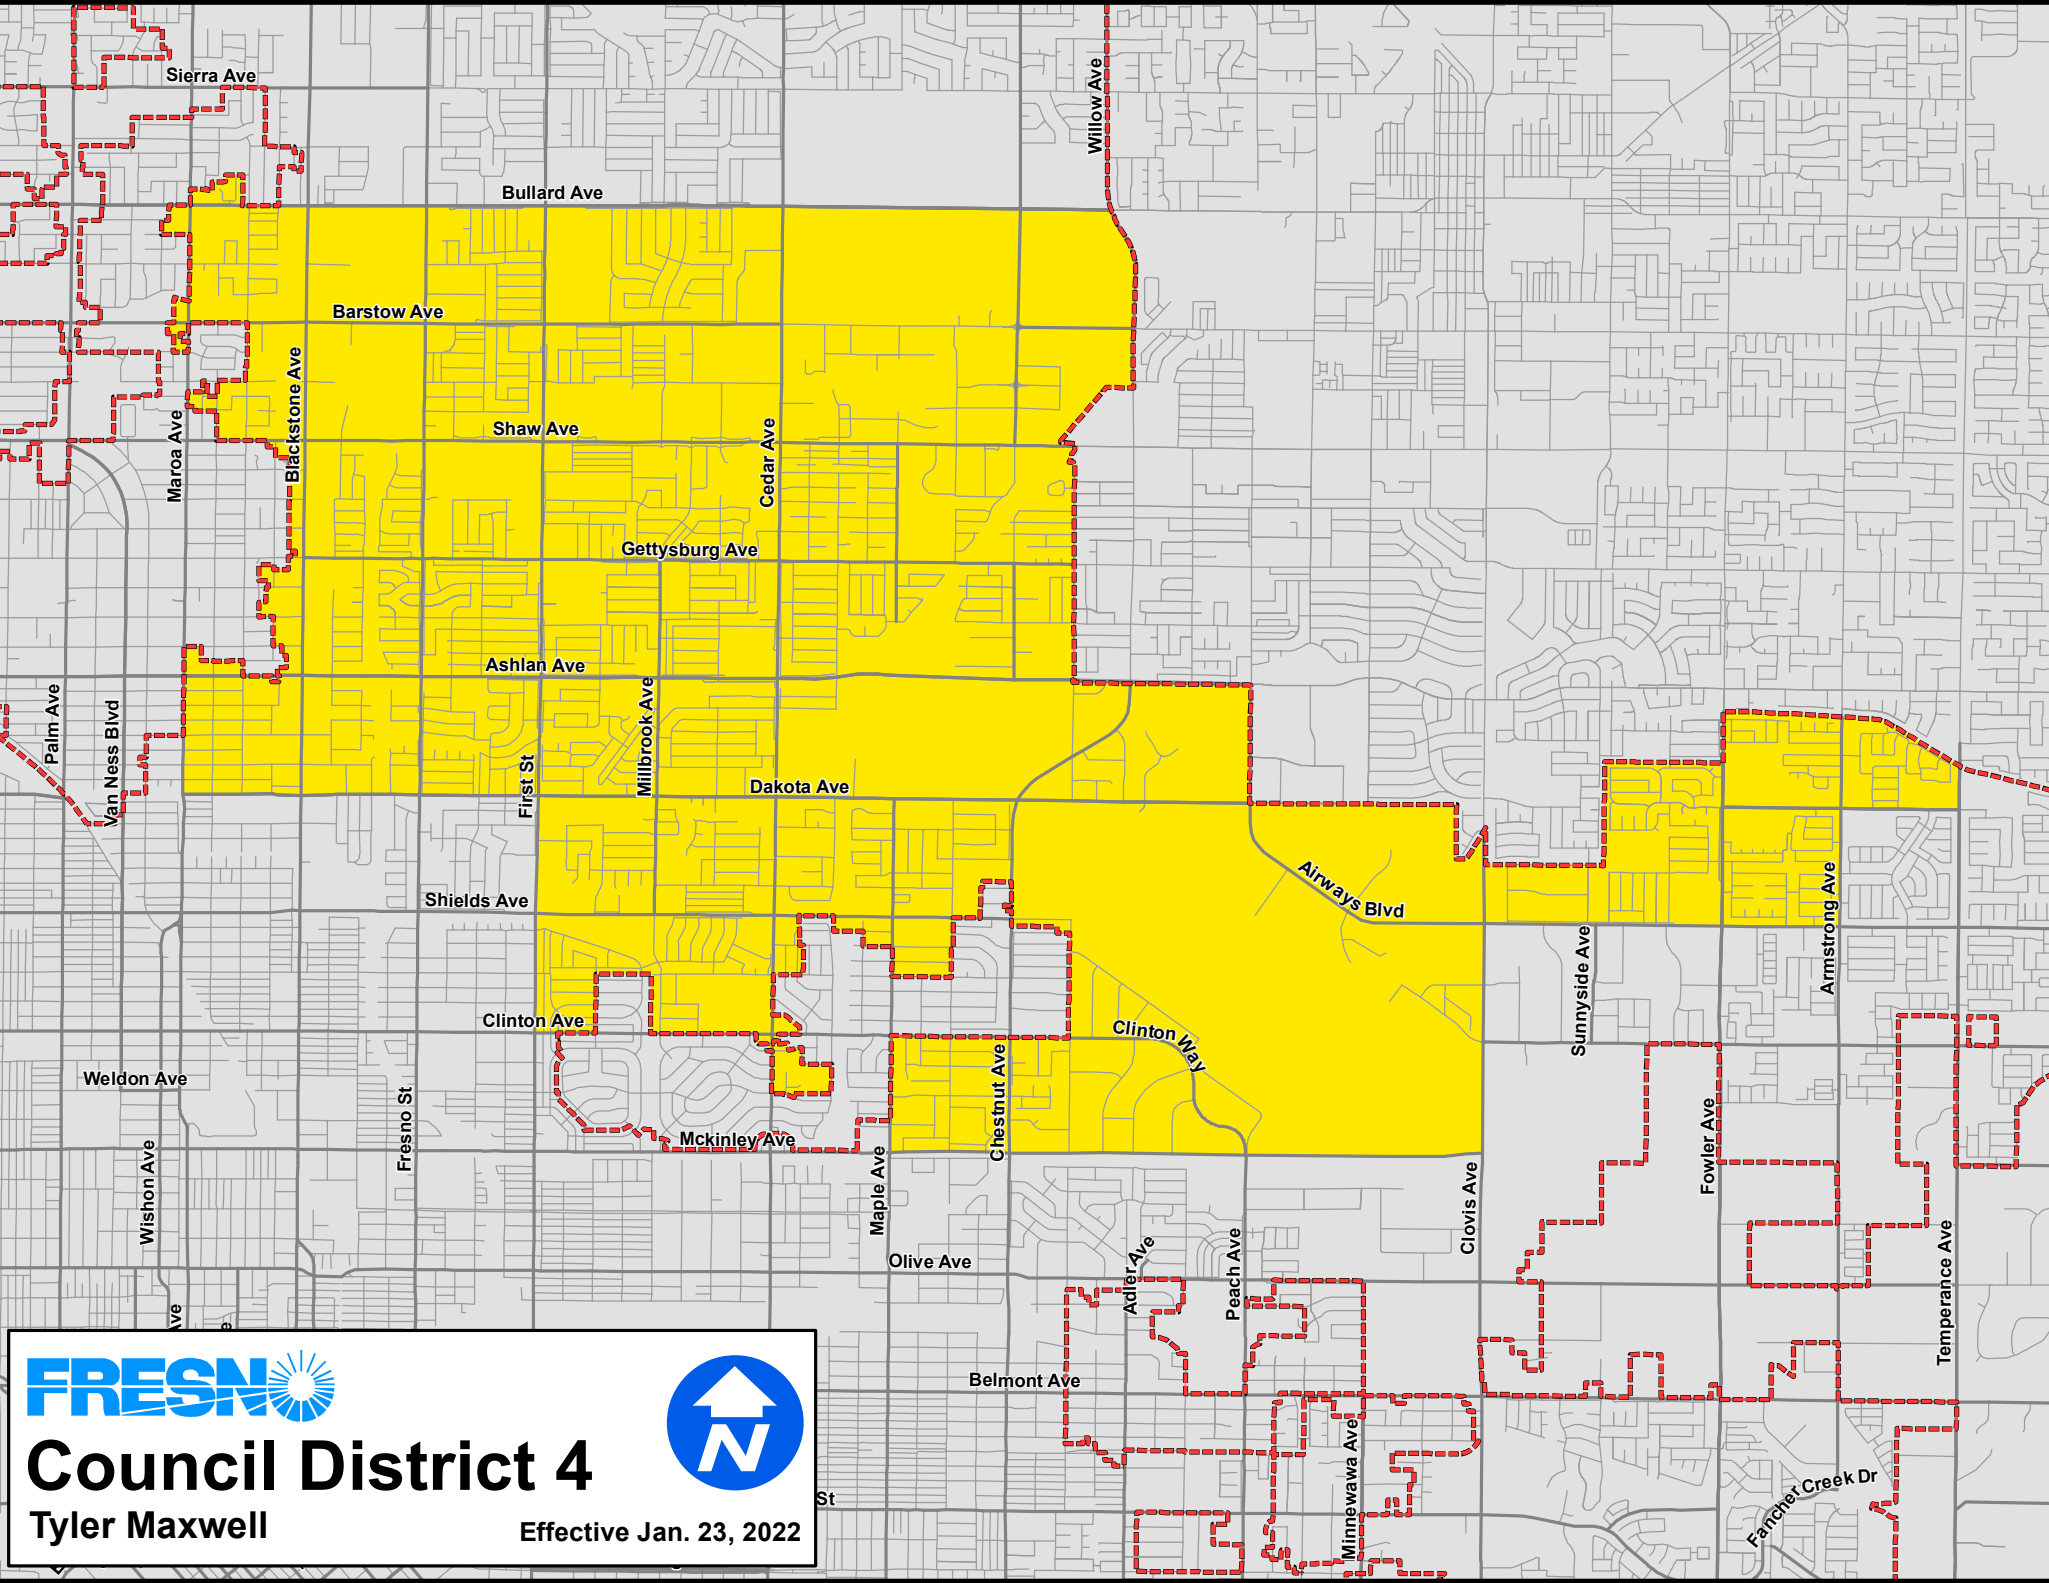 Sierra Ave
Willow Ave
Bullard Ave
Barstow Ave
Blackstone Ave
Maroa Ave
Shaw Ave
Cedar Ave
Gettysburg Ave
Ashlan Ave
Palm Ave
Van Ness Blvd
First St
Millbrook Ave
Dakota Ave
Airways Blvd
Shields Ave
Armstrong Ave
Sunnyside Ave
Clinton Ave
Clinton Way
Weldon Ave
Fresno St
Chestnut Ave
Mckinley Ave
Wishon Ave
Maple Ave
Fowler Ave
Clovis Ave
Olive Ave
Adler Ave
Peach Ave
Temperance Ave
Ave
Belmont Ave
Minnewawa Ave
Fancher Creek Dr
St
FRESNO
N
Council District 4
Tyler Maxwell
Effective Jan. 23, 2022